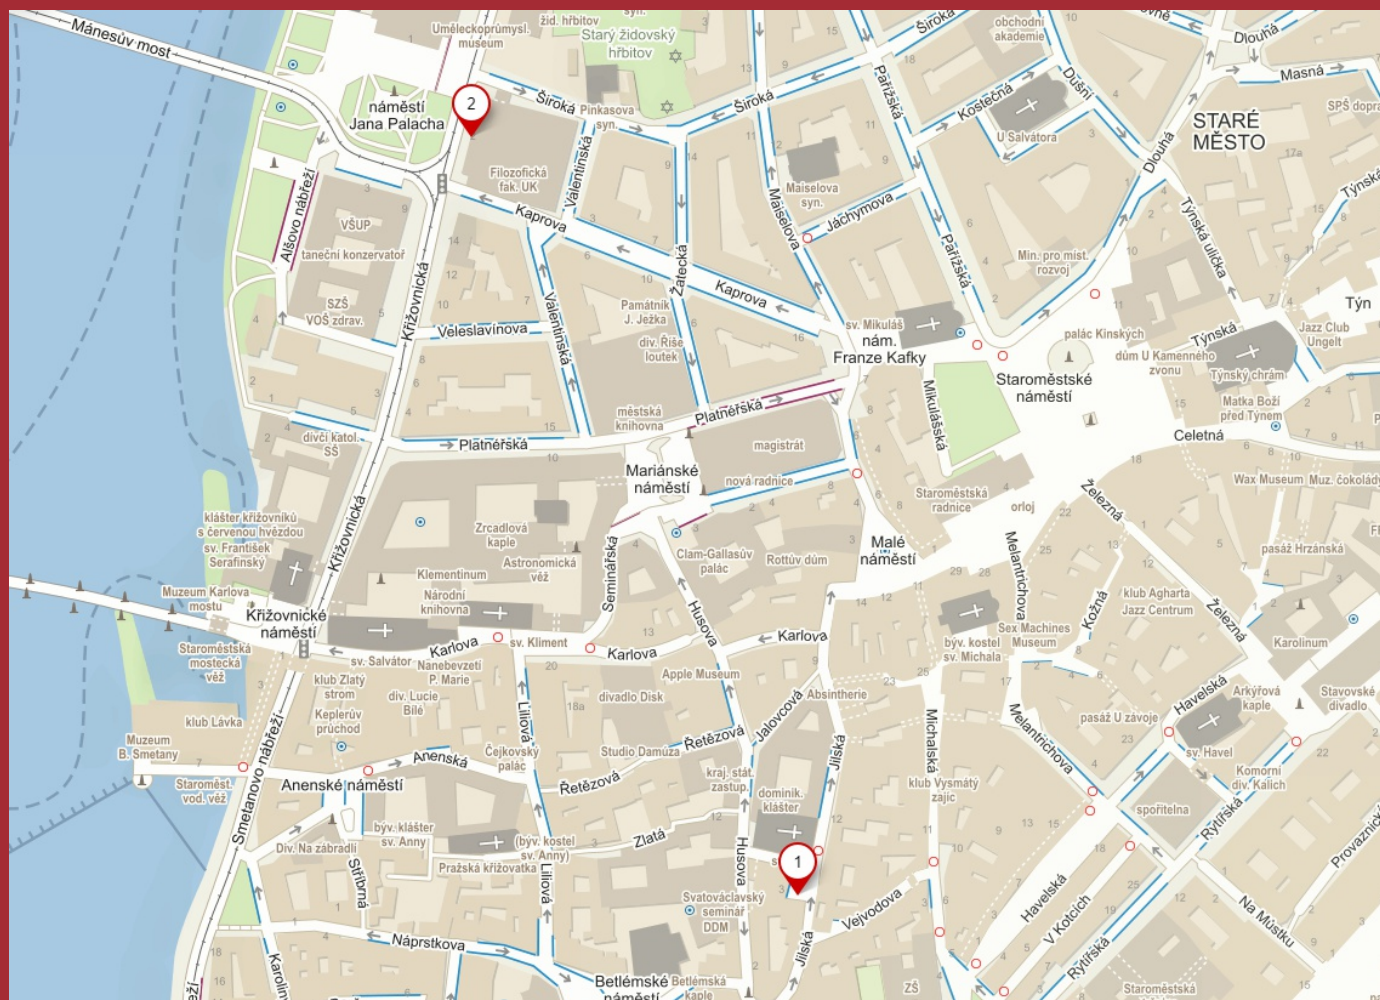 Mánesův most
Uměleckoprůmysl.
museum
žid. hřbitov
Starý židovský
hřbitov
Široká
obchodní
akademie
Dlouhá
Masná
náměstí
Jana Palacha
2
Široká
Pinkasova
syn.
Široká
Pařížská
Kostečná
Dušní
U Salvátora
STARÉ
MĚSTO
Dlouhá
Filozofická
fak. UK
Valentinská
Maiselova
syn.
Maiselova
Jáchymova
Týnská
Alšovo nábřeží
VŠUP
taneční konzervatoř
Kaprova
Žatecká
Pařížská
Min. pro míst.
rozvoj
Týnská ulička
SZŠ
VOŠ zdrav.
Křižovnická
Veleslavínova
Valentinská
Památník
J. Ježka
div. Říše
loutek
Kaprova
sv. Mikuláš
nám.
Franze Kafky
palác Kinských
dům U Kamenného
zvonu
Týnská
Týnský chrám
Týn
Jazz Club
Ungelt
Staroměstské
náměstí
Mikulášská
Matka Boží
před Týnem
Celetná
městská
knihovna
Platnéřská
Platnéřská
dívčí katol.
SŠ
magistrát
Mariánské
náměstí
nová radnice
Staroměstská
radnice
orloj
Železná
Wax Museum
Muz. čokolády
klášter křižovníků
s červenou hvězdou
sv. František
Serafinský
Křižovnická
Zrcadlová
kaple
Astronomická
věž
Klementinum
Národní
knihovna
Seminářská
Clam-Gallasův
palác
Rottův dům
Malé
náměstí
Melantrichova
Kožná
klub Agharta
Jazz Centrum
pasáž Hrzánská
Železná
Muzeum Karlova
mostu
Křižovnické
náměstí
Staroměstská
mostecká
věž
sv. Salvátor
Karlova
Nanebevzetí
P. Marie
sv. Kliment
Karlova
Husova
Karlova
Apple Museum
býv. kostel
sv. Michala
Sex Machines
Museum
Karolinum
klub Zlatý
strom
div. Lucie
Bílé
Keplerův
průchod
klub Lávka
Muzeum
B. Smetany
Liliová
divadlo Disk
Studio Damúza
Řetězová
Jalovcová
Absintherie
Michalská
Melantrichova
pasáž U závoje
Havelská
Arkýřová
kaple
Stavovské
divadlo
sv. Havel
Smetanovo nábřeží
Staroměst.
vod. věž
Anenské náměstí
Anenská
Čejkovský
palác
Řetězová
kraj. stát.
zastup.
dominik.
klášter
Jilská
klub Vysmátý
zajíc
Komorní
div. Kalich
spořitelna
Rytířská
Provaznická
Div. Na zábradlí
býv. klášter
sv. Anny
(býv. kostel
sv. Anny)
Pražská křižovatka
Zlatá
Husova
1
Stříbrná
Liliová
Svatováclavský
seminář
DDM
Vejvodova
Havelská
V Kotcích
Na Můstku
Náprstkova
Jilská
Rytířská
Betlémské
náměstí
Betlémská
kaple
ZŠ
Staroměstská